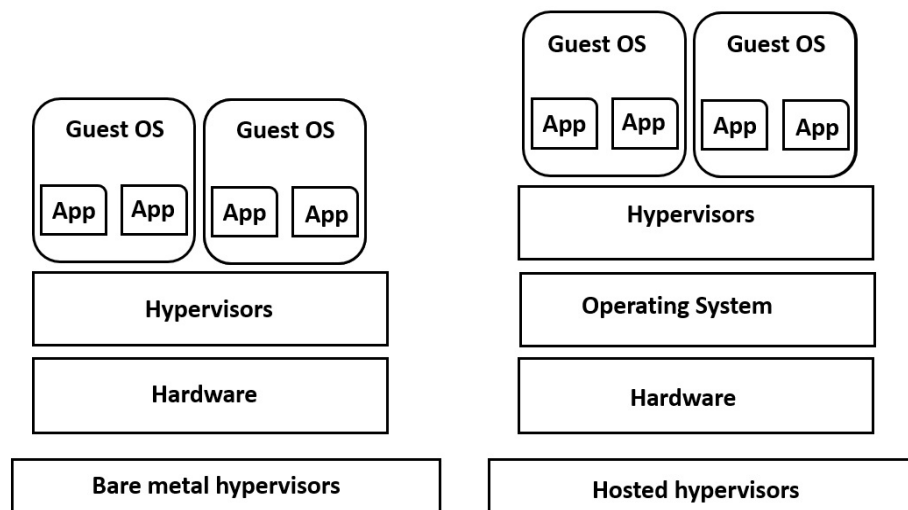 Guest OS
App App
Guest OS
App App
Hypervisors
Hardware
Bare metal hypervisors
Guest OS
App App
Guest OS
App App
Hypervisors
Operating System
Hardware
Hosted hypervisors